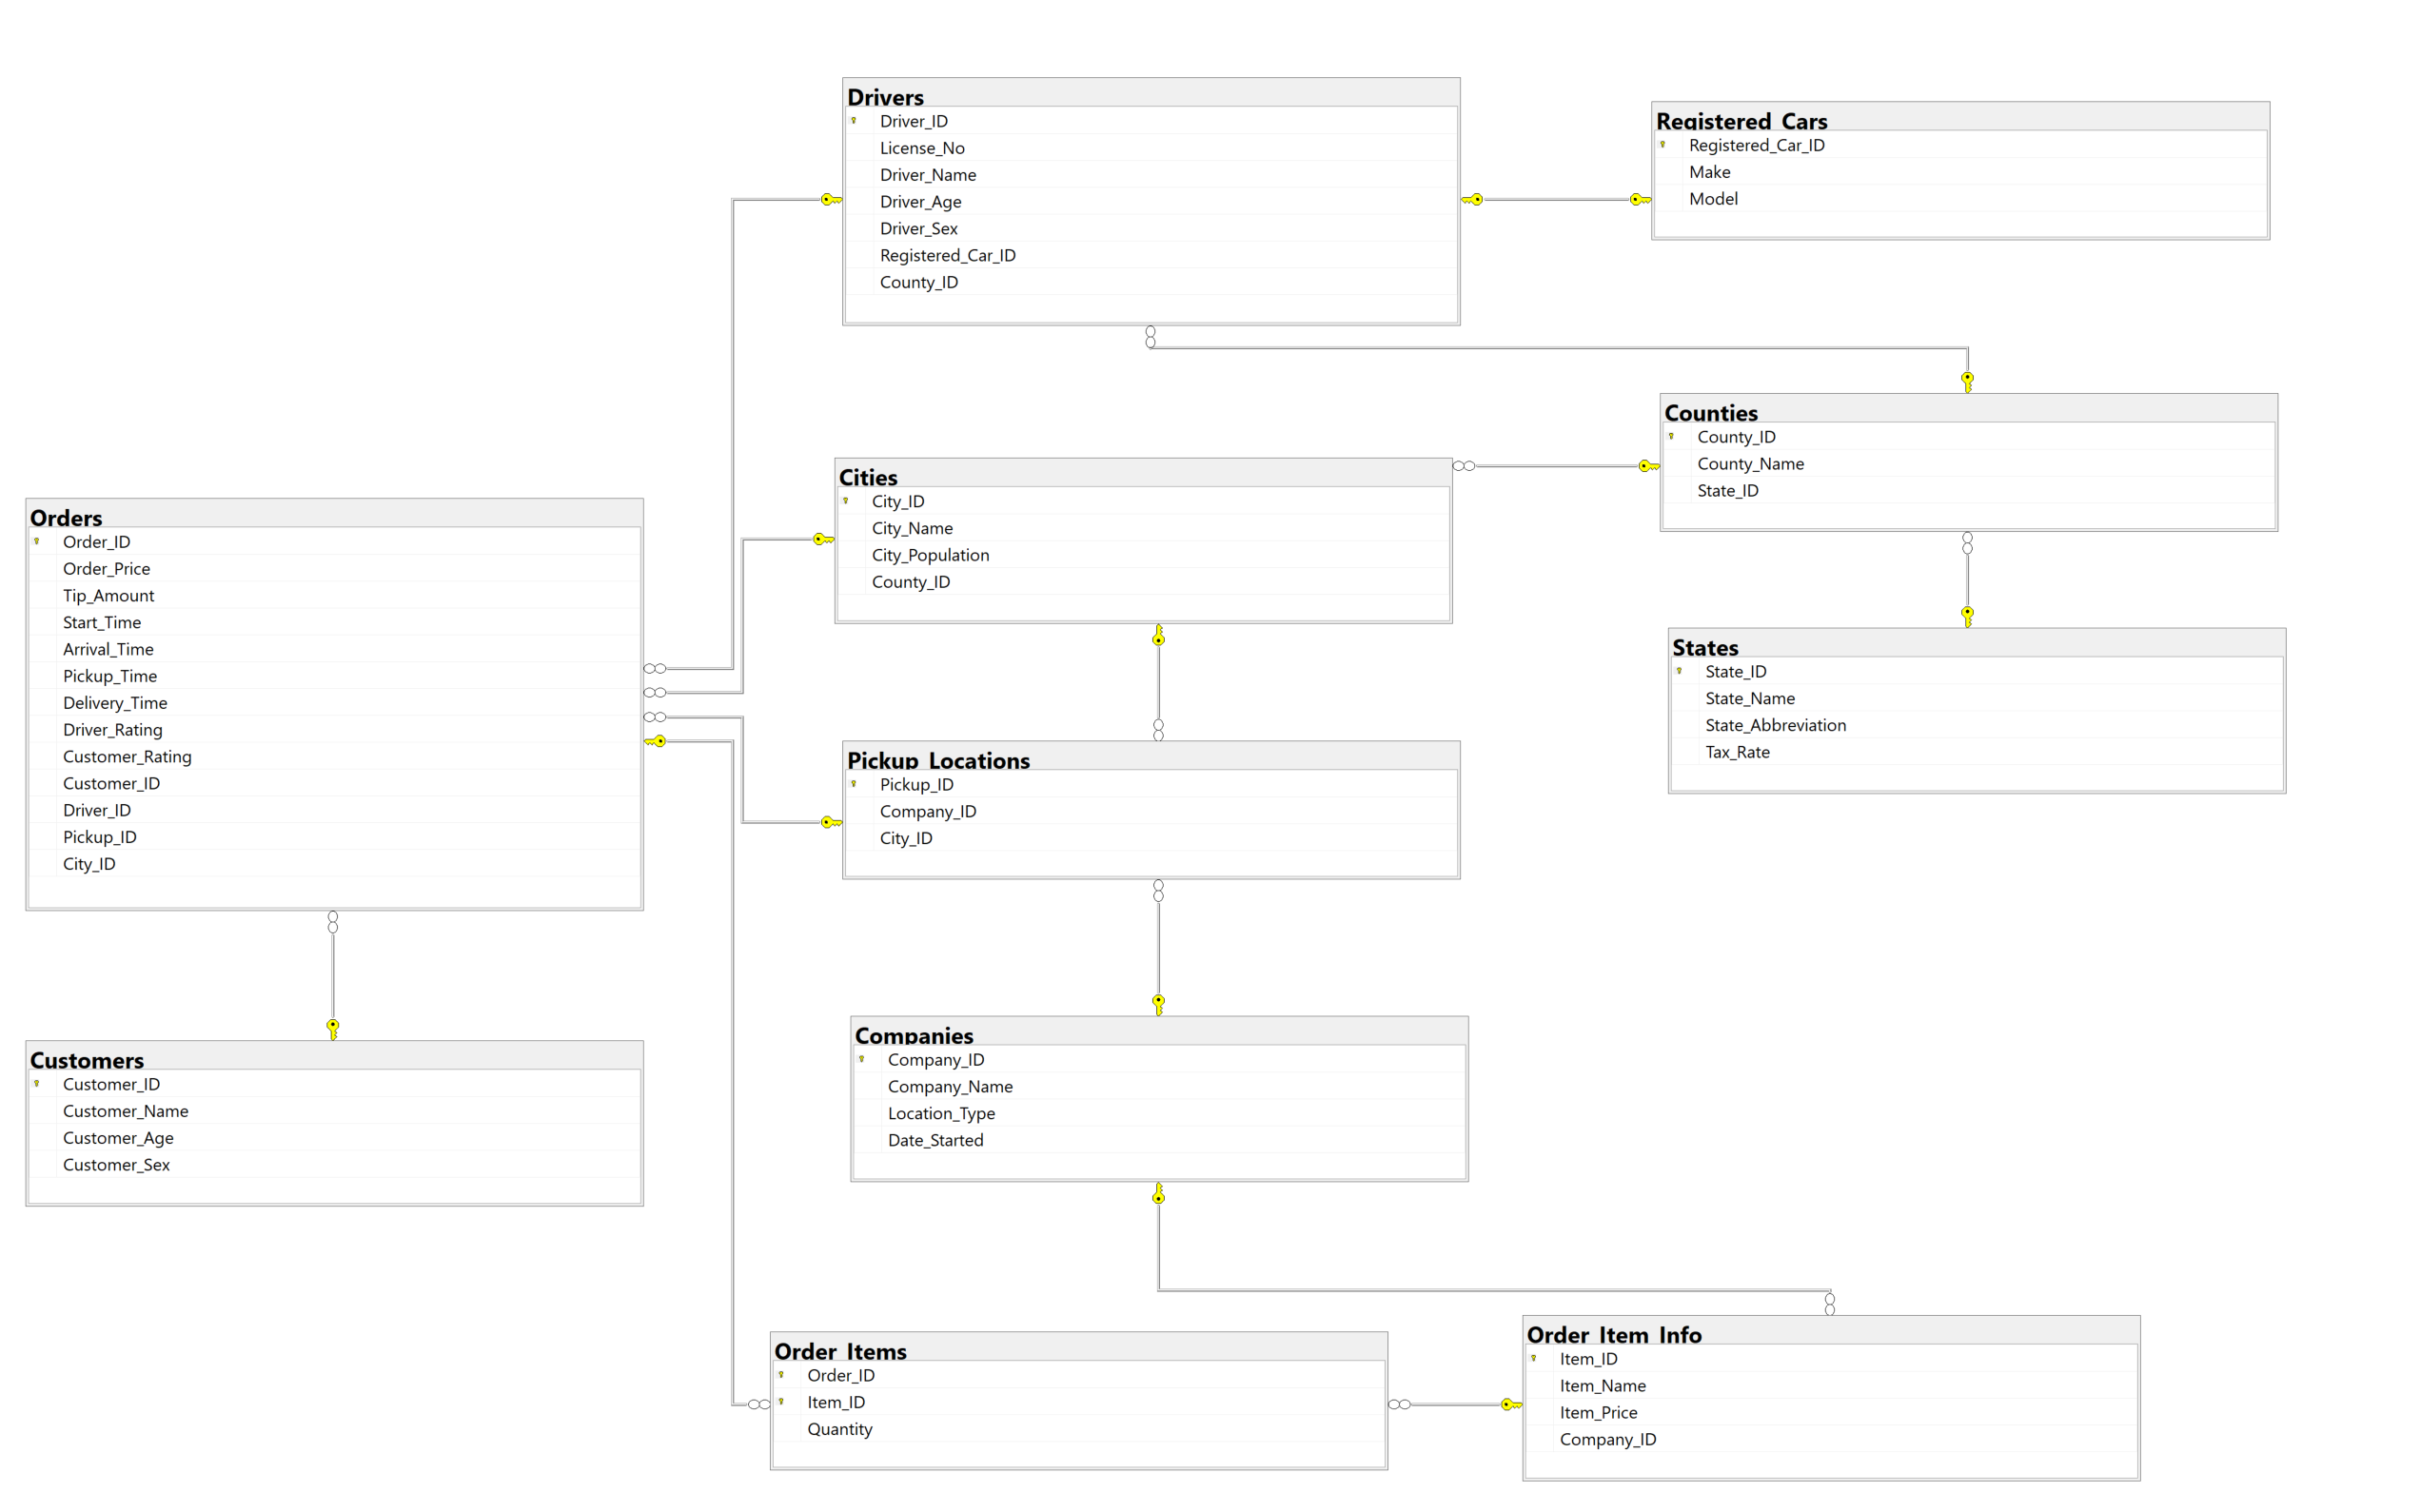 Drivers
Driver_ID
License_No
Driver_Name
Driver_Age
Driver_Sex
Registered_Car_ID
County_ID
Registered_Cars
Registered_Car_ID
Make
Model
Counties
County_ID
County_Name
State_ID
Cities
City_ID
City_Name
City_Population
County_ID
Orders
Order_ID
Order_Price
Tip_Amount
Start_Time
Arrival_Time
Pickup_Time
Delivery_Time
Driver_Rating
Customer_Rating
Customer_ID
Driver_ID
Pickup_ID
City_ID
States
State_ID
State_Name
State_Abbreviation
Tax_Rate
Pickup_Locations
Pickup_ID
Company_ID
City_ID
Companies
Company_ID
Company_Name
Location_Type
Date_Started
Customers
Customer_ID
Customer_Name
Customer_Age
Customer_Sex
Order_Items
Order_ID
Item_ID
Quantity
Order_Item_Info
Item_ID
Item_Name
Item_Price
Company_ID